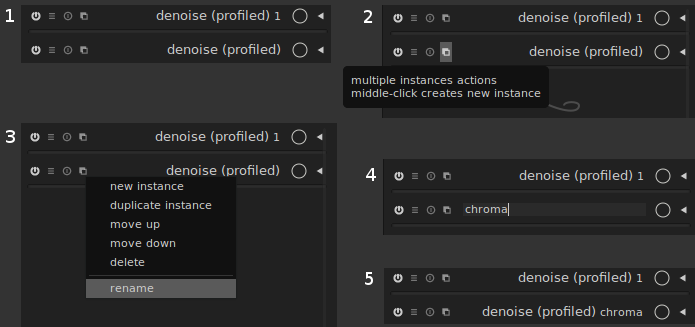 1
denoise (profiled) 1
denoise (profiled)
2
denoise (profiled) 1
denoise (profiled)
multiple instances actions
middle-click creates new instance
3
denoise (profiled) 1
denoise (profiled)
new instance
duplicate instance
move up
move down
delete
rename
4
denoise (profiled) 1
chroma
5
denoise (profiled) 1
denoise (profiled) chroma